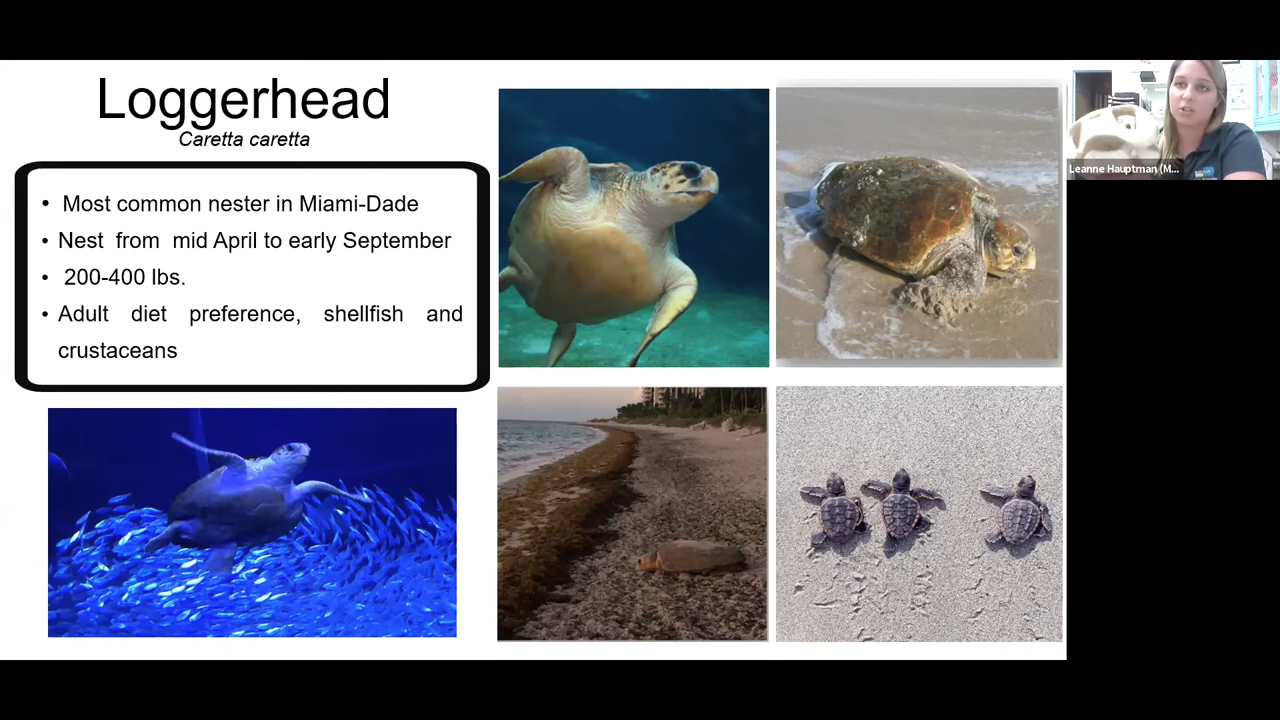 Loggerhead
Caretta caretta
• Most common nester in Miami-Dade
• Nest from mid April to early September
• 200-400 lbs.
• Adult diet preference, shellfish and
crustaceans
Leanne Hauptman (M...